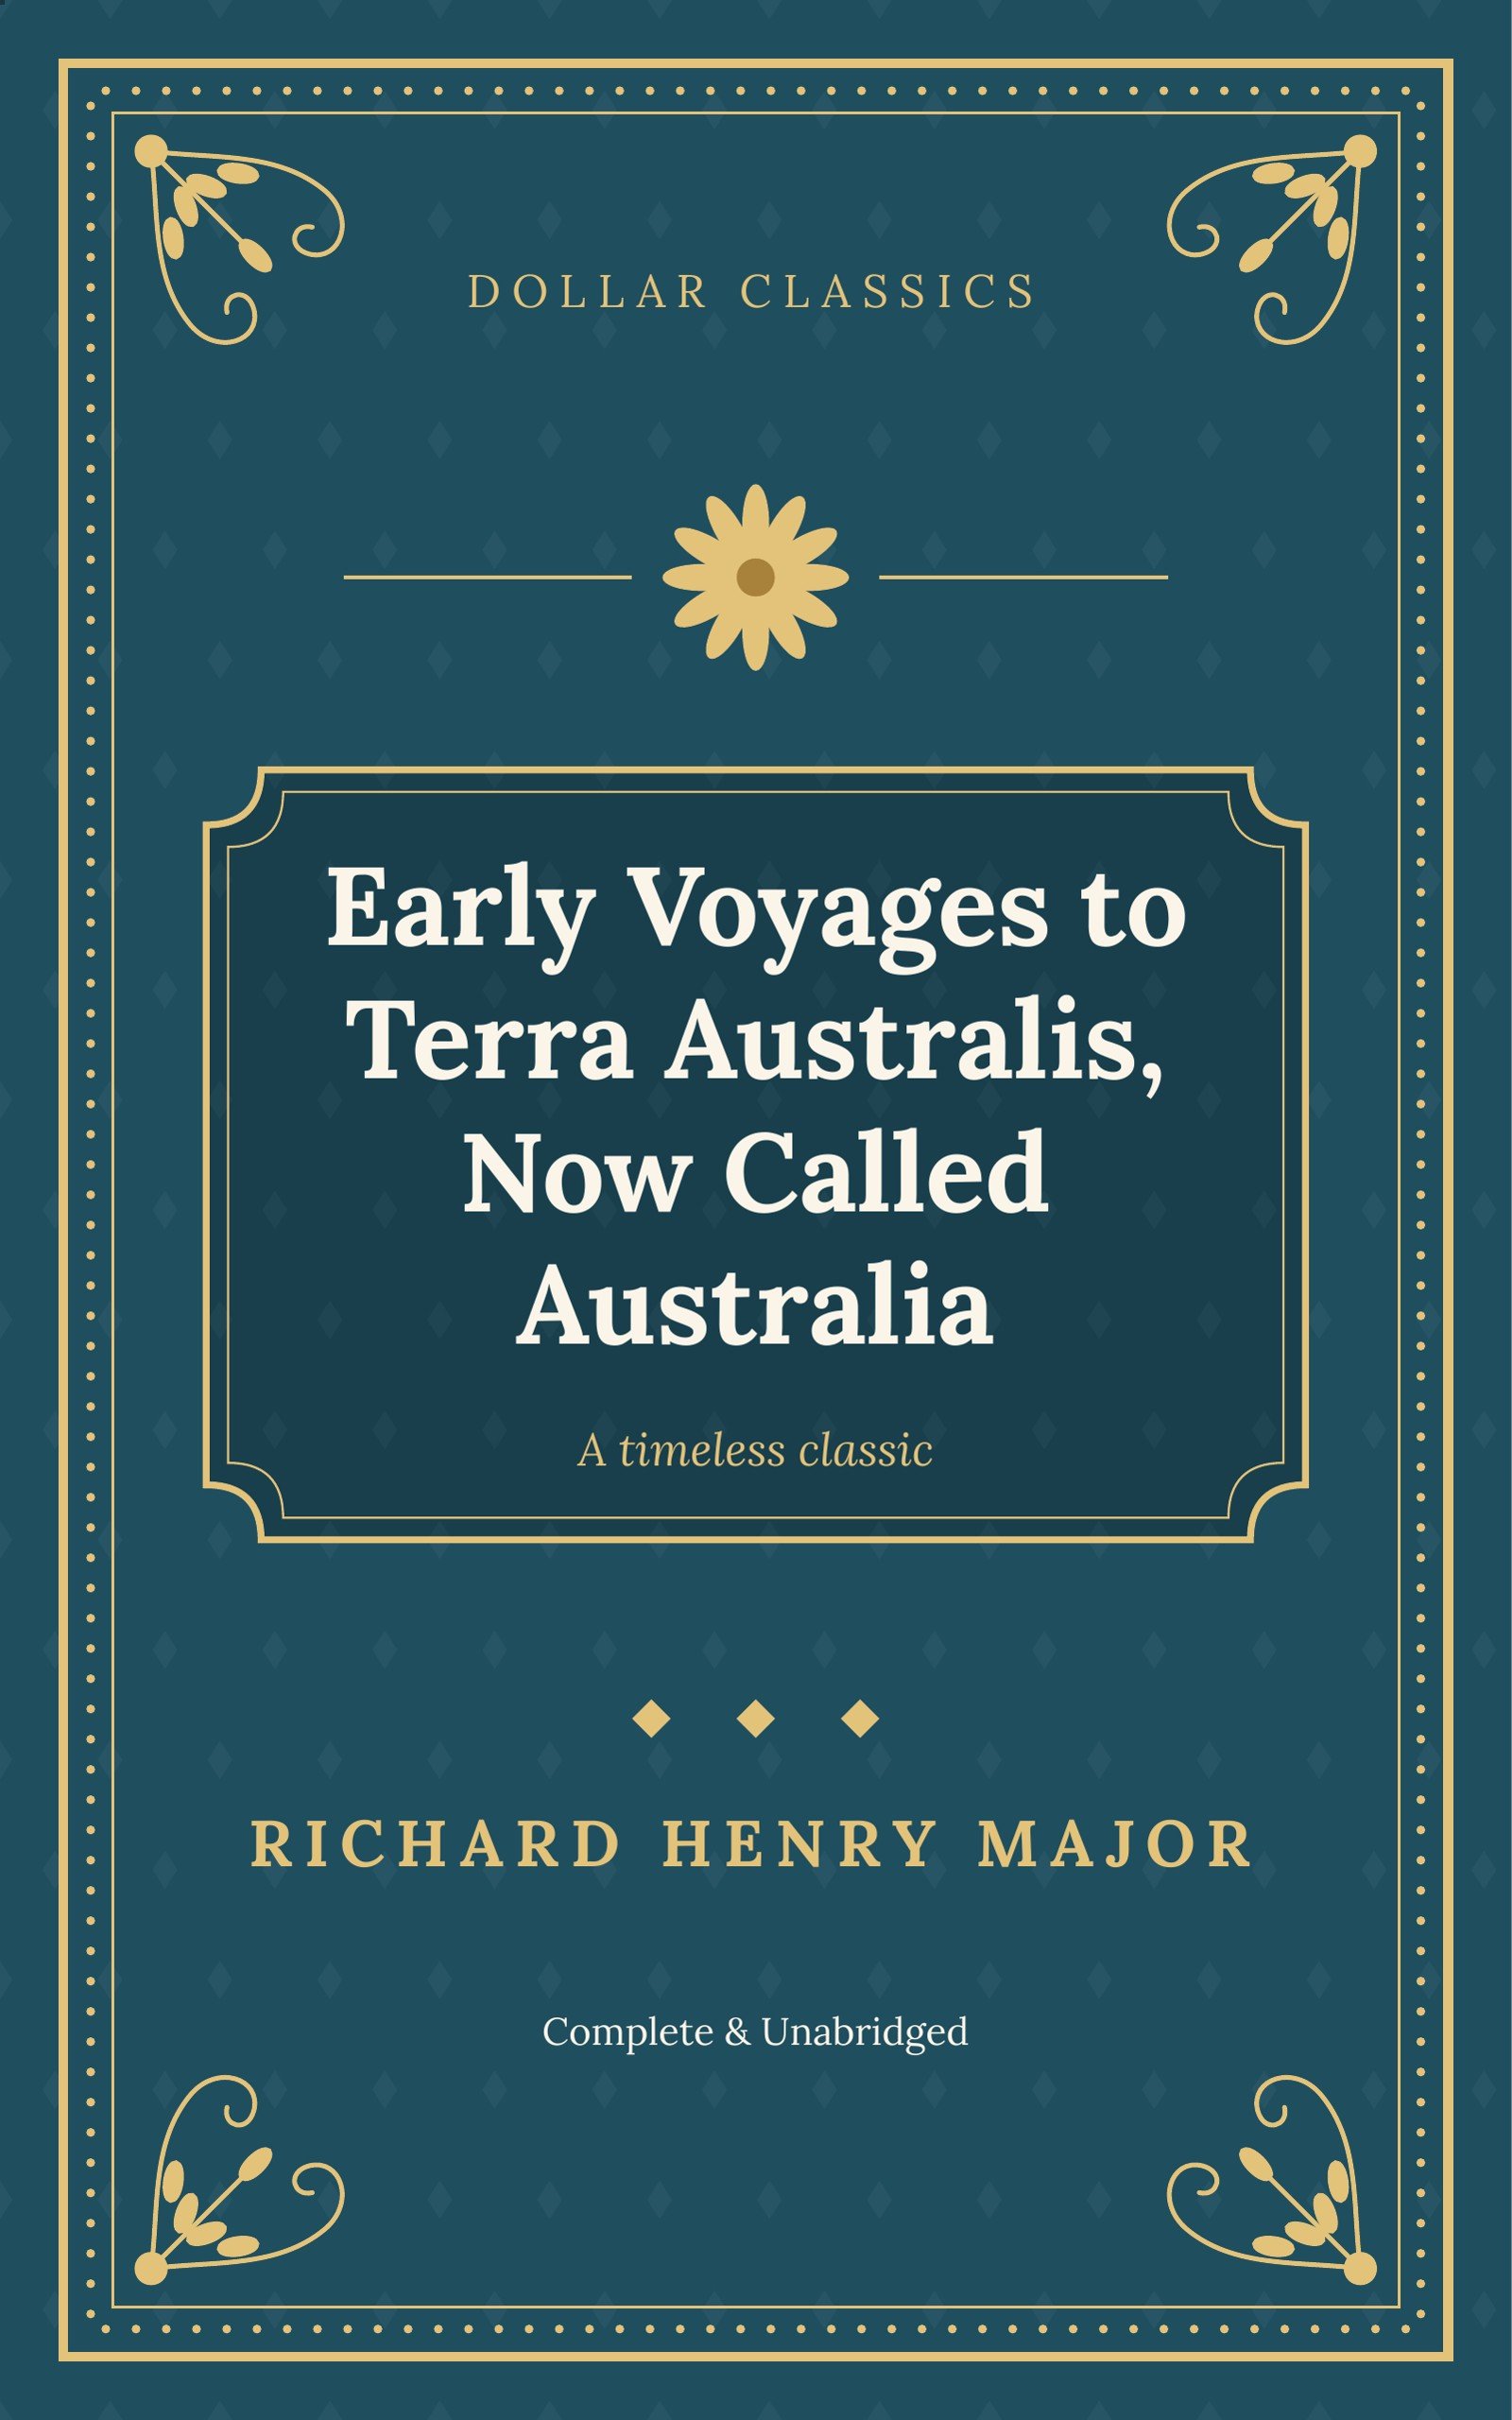 DOLLAR CLASSICS
Early Voyages to
Terra Australis,
Now Called
Australia
A timeless classic
RICHARD HENRY MAJOR
Complete & Unabridged